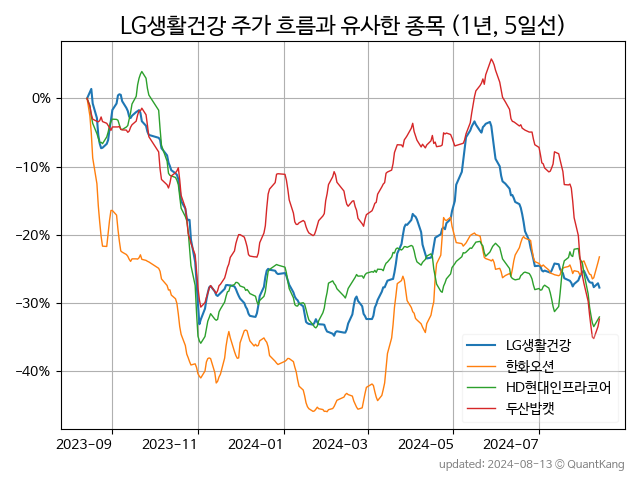 LG생활건강 주가 흐름과 유사한 종목 (1년, 5일선)
0%
−10%
−20%
−30%
−40%
LG생활건강
한화오션
HD현대인프라코어
두산밥캣
2023-09 2023-11 2024-01 2024-03 2024-05 2024-07
updated: 2024-08-13 © QuantKang